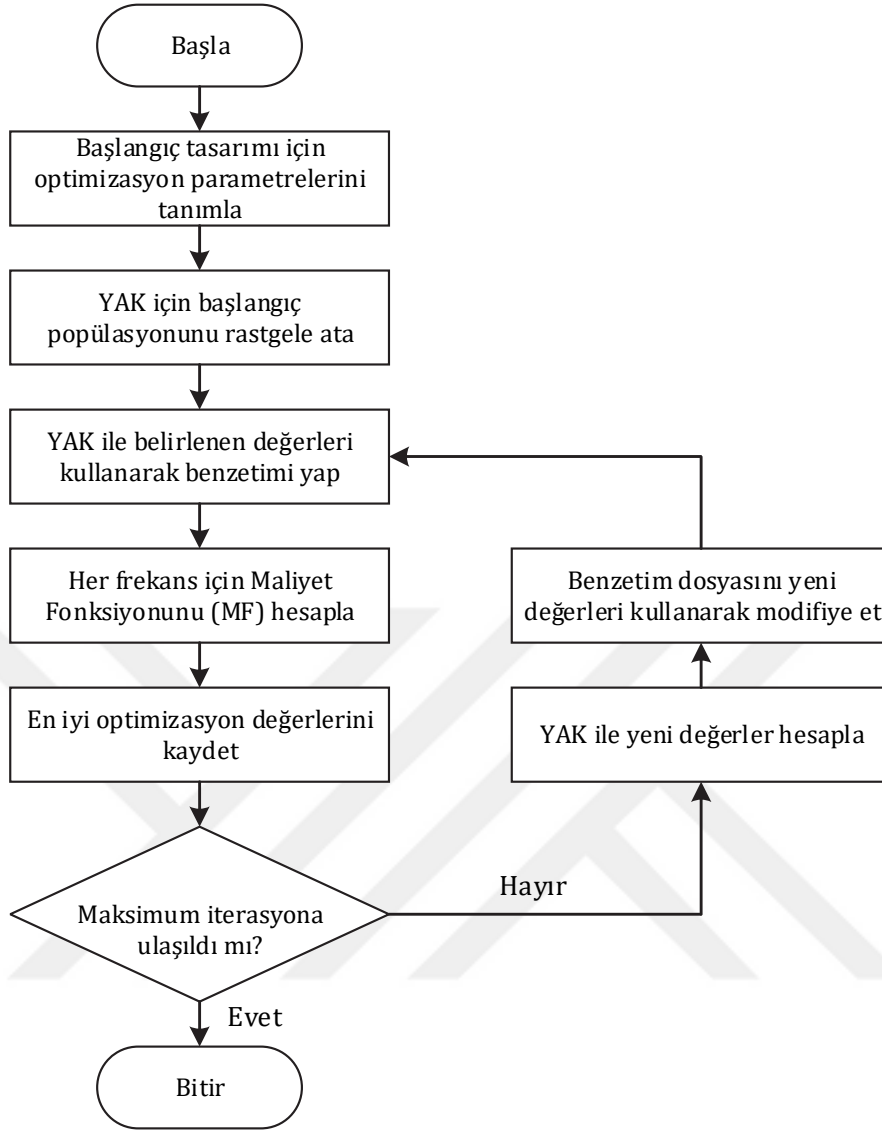 Başla
Başlangıç tasarımı için
optimizasyon parametrelerini
tanımla
YAK için başlangıç
popülasyonunu rastgele ata
YAK ile belirlenen değerleri
kullanarak benzetimi yap
Her frekans için Maliyet
Fonksiyonunu (MF) hesapla
Benzetim dosyasını yeni
değerleri kullanarak modifiye et
En iyi optimizasyon değerlerini
kaydet
YAK ile yeni değerler hesapla
Maksimum iterasyona
ulaşıldı mı?
Hayır
Evet
Bitir